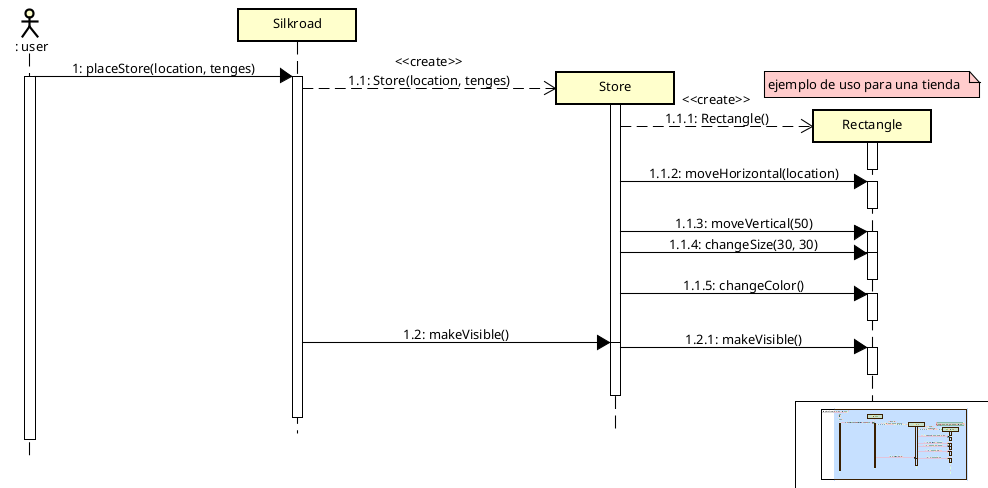 Silkroad
: user
<<create>>
1: placeStore(location, tenges)
1.1: Store(location, tenges)
Store
ejemplo de uso para una tienda
<<create>>
1.1.1: Rectangle()
Rectangle
1.1.2: moveHorizontal(location)
1.1.3: moveVertical(50)
1.1.4: changeSize(30, 30)
1.1.5: changeColor()
1.2: makeVisible()
1.2.1: makeVisible()